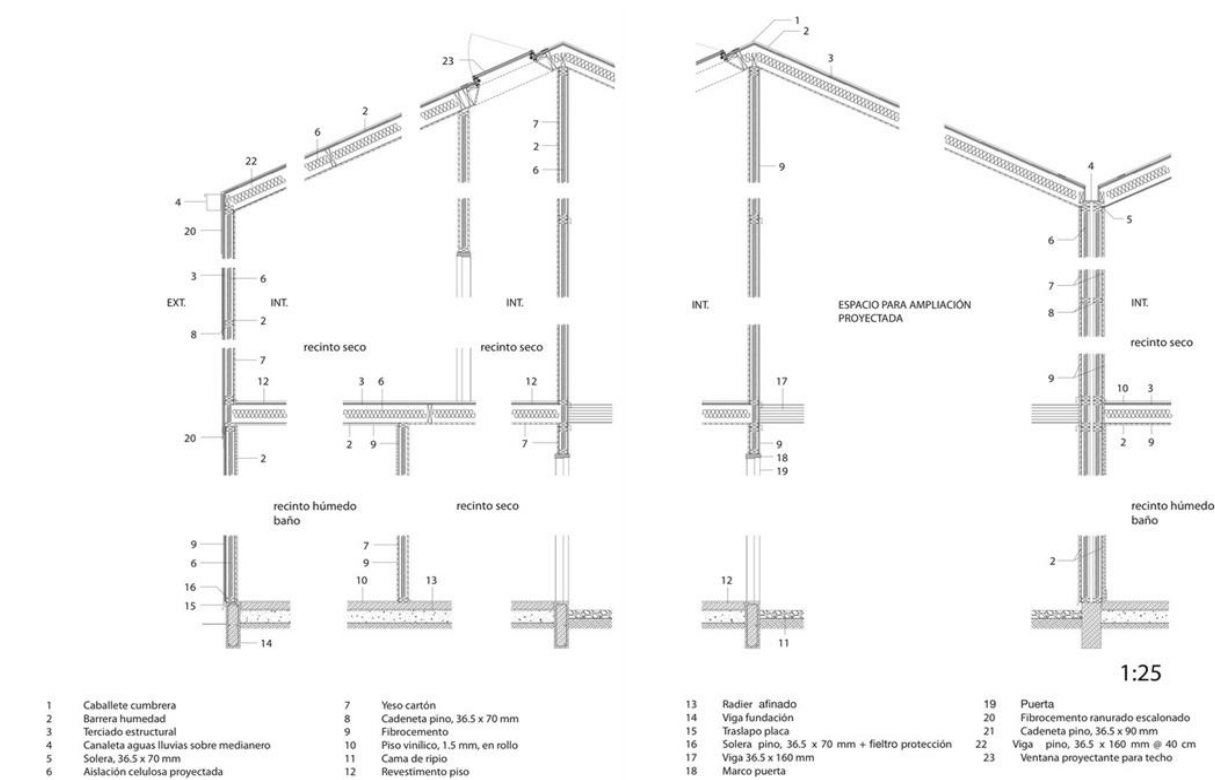 1
2
3
23
2
7
6
2
3
22
6
9
4
4
20
5
6
3
6
7
EXT.
INT.
INT.
INT.
ESPACIO PARA AMPLIACIÓN
PROYECTADA
INT.
2
8
8
recinto seco
recinto seco
recinto seco
7
9
12
3
6
12
17
10
3
20
2
9
7
9
2
9
2
18
19
recinto húmedo
baño
recinto seco
recinto húmedo
baño
9
7
6
9
2
16
10
13
12
15
14
11
1:25
1 Caballete cumbrera
2 Barrera humedad
3 Terciado estructural
4 Canaleta aguas lluvias sobre medianero
5 Solera, 36.5 x 70 mm
6 Aislación celulosa proyectada
7 Yeso cartón
8 Cadeneta pino, 36.5 x 70 mm
9 Fibrocemento
10 Piso vinílico, 1.5 mm, en rollo
11 Cama de ripio
12 Revestimiento piso
13 Radier afinado
14 Viga fundación
15 Traslapo placa
16 Solera pino, 36.5 x 70 mm + fieltro protección
17 Viga 36.5 x 160 mm
18 Marco puerta
19 Puerta
20 Fibrocemento ranurado escalonado
21 Cadeneta pino, 36.5 x 90 mm
22 Viga pino, 36.5 x 160 mm @ 40 cm
23 Ventana proyectante para techo